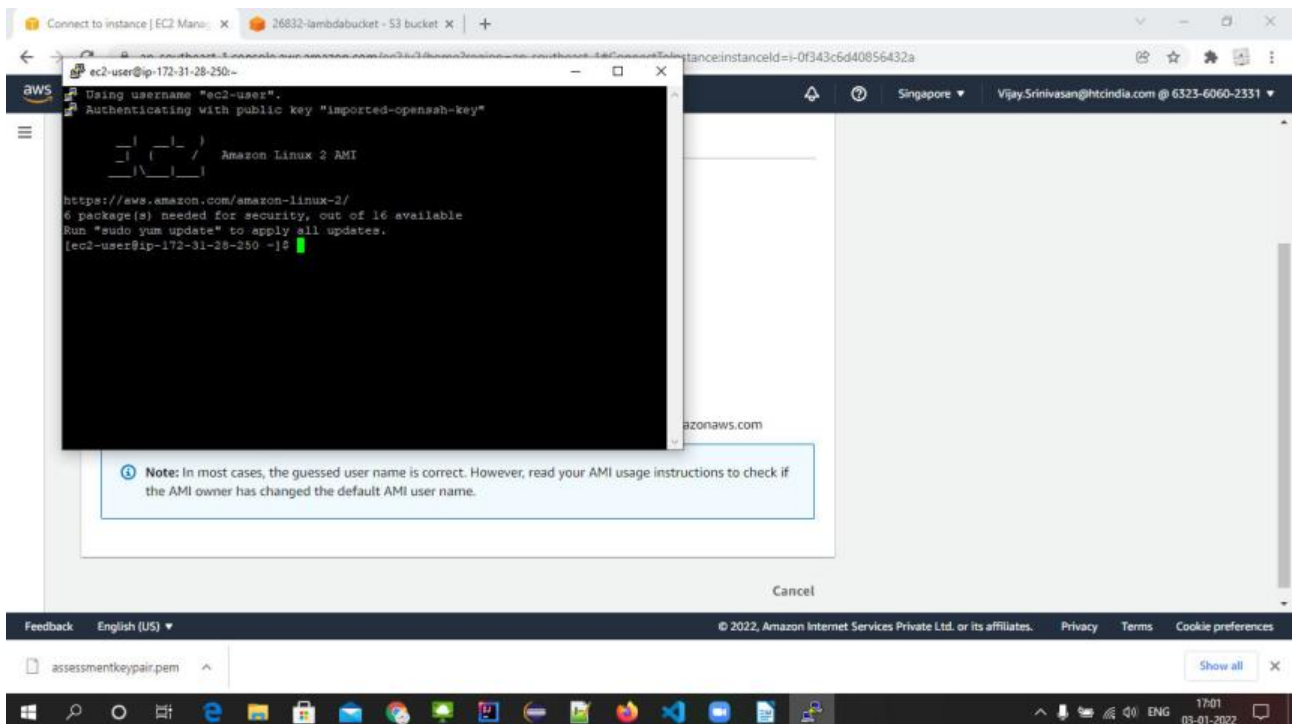 Connect to instance | EC2 Mana
26832-lambdabucket - S3 bucket
stance:instanceId=i-0f343c6d40856432a
ec2-user@ip-172-31-28-250:~
aws
Singapore
Vijay.Srinivasan@htcindia.com @ 6323-6060-2331
Using username "ec2-user".
Authenticating with public key "imported-openssh-key"
Amazon Linux 2 AMI
https://aws.amazon.com/amazon-linux-2/
6 package(s) needed for security, out of 16 available
Run "sudo yum update" to apply all updates.
[ec2-user@ip-172-31-28-250 ~]$
azonaws.com
Note: In most cases, the guessed user name is correct. However, read your AMI usage instructions to check if
the AMI owner has changed the default AMI user name.
Cancel
Feedback English (US) © 2022, Amazon Internet Services Private Ltd. or its affiliates. Privacy Terms Cookie preferences
assessmentkeypair.pem
Show all
ENG
17:01
03-01-2022